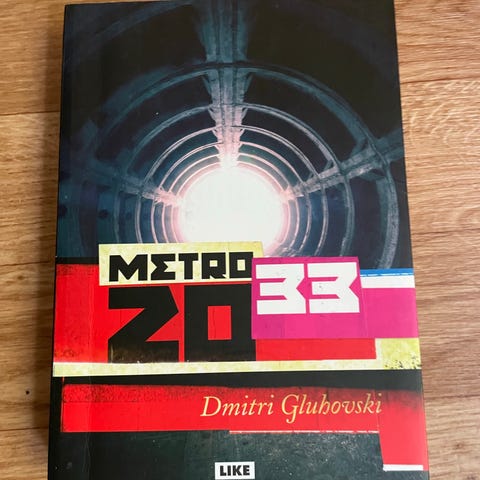 METRO
2033
Dmitri Gluhovski
LIKE